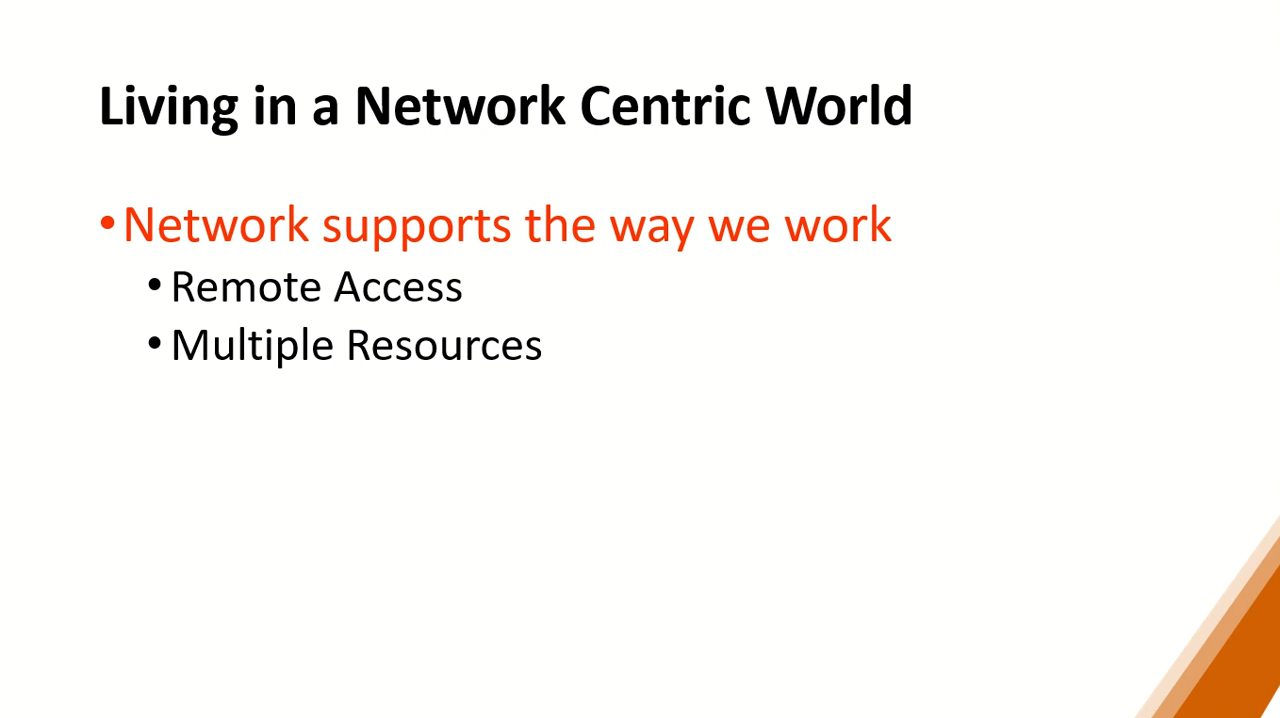 Living in a Network Centric World
•Network supports the way we work
•Remote Access
•Multiple Resources